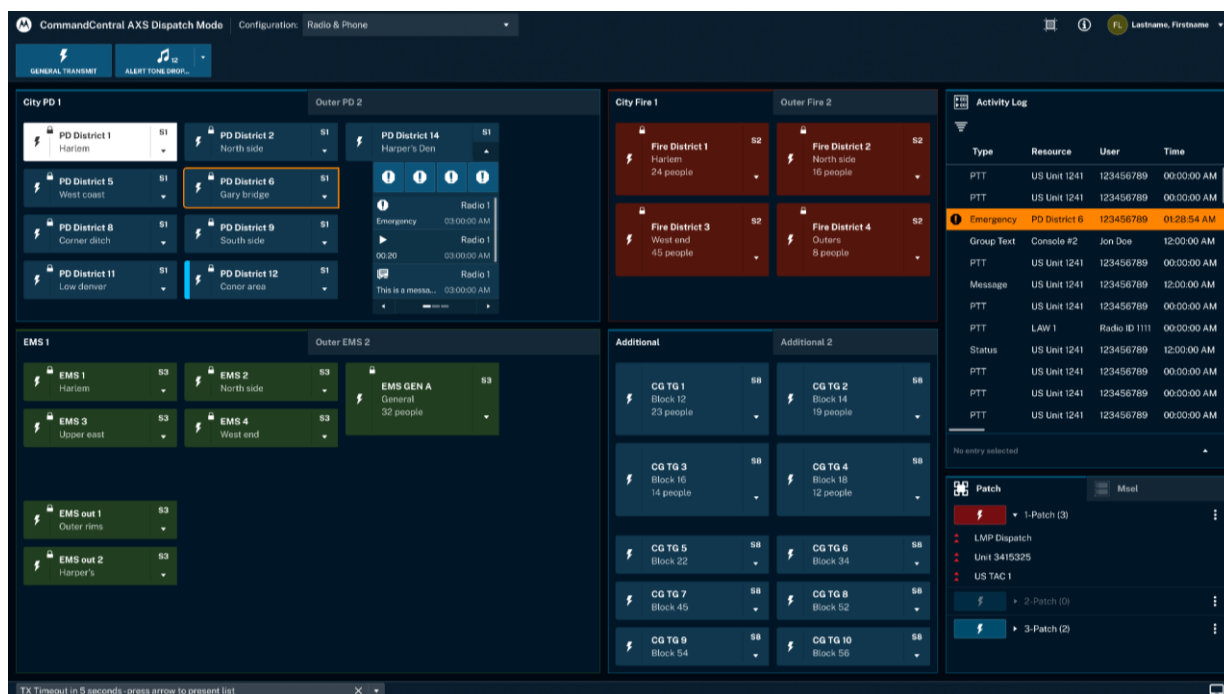 CommandCentral AXS Dispatch Mode Configuration: Radio & Phone FL Lastname, Firstname
GENERAL TRANSMIT
12
ALERT TONE DROP...
City PD 1 Outer PD 2
PD District 1 S1
Harlem
PD District 2 S1
North side
PD District 14 S1
Harper's Den
PD District 5 S1
West coast
PD District 6 S1
Gary bridge
PD District 8 S1
Corner ditch
PD District 9 S1
South side
PD District 11 S1
Low denver
PD District 12 S1
Conor area
Radio 1
Emergency 03:00:00 AM
Radio 1
00:20 03:00:00 AM
Radio 1
This is a messa... 03:00:00 AM
City Fire 1 Outer Fire 2
Fire District 1 S2
Harlem
24 people
Fire District 2 S2
North side
16 people
Fire District 3 S2
West end
45 people
Fire District 4 S2
Outers
8 people
EMS 1 Outer EMS 2
EMS 1 S3
Harlem
EMS 2 S3
North side
EMS GEN A S3
General
32 people
EMS 3 S3
Upper east
EMS 4 S3
West end
EMS out 1 S3
Outer rims
EMS out 2 S3
Harper's
Additional Additional 2
CG TG 1 S8
Block 12
23 people
CG TG 2 S8
Block 14
19 people
CG TG 3 S8
Block 16
14 people
CG TG 4 S8
Block 18
12 people
CG TG 5 S8
Block 22
CG TG 6 S8
Block 34
CG TG 7 S8
Block 45
CG TG 8 S8
Block 52
CG TG 9 S8
Block 54
CG TG 10 S8
Block 56
Activity Log
Type Resource User Time
PTT US Unit 1241 123456789 00:00:00 AM
PTT US Unit 1241 123456789 00:00:00 AM
Emergency PD District 6 123456789 01:28:54 AM
Group Text Console #2 Jon Doe 12:00:00 AM
PTT US Unit 1241 123456789 00:00:00 AM
Message US Unit 1241 123456789 12:00:00 AM
PTT US Unit 1241 123456789 00:00:00 AM
PTT LAW 1 Radio ID 1111 00:00:00 AM
Status US Unit 1241 123456789 12:00:00 AM
PTT US Unit 1241 123456789 00:00:00 AM
PTT US Unit 1241 123456789 00:00:00 AM
PTT US Unit 1241 123456789 00:00:00 AM
No entry selected
Patch Msel
1-Patch (3)
LMP Dispatch
Unit 3415325
US TAC 1
2-Patch (0)
3-Patch (2)
TX Timeout in 5 seconds - press arrow to present list